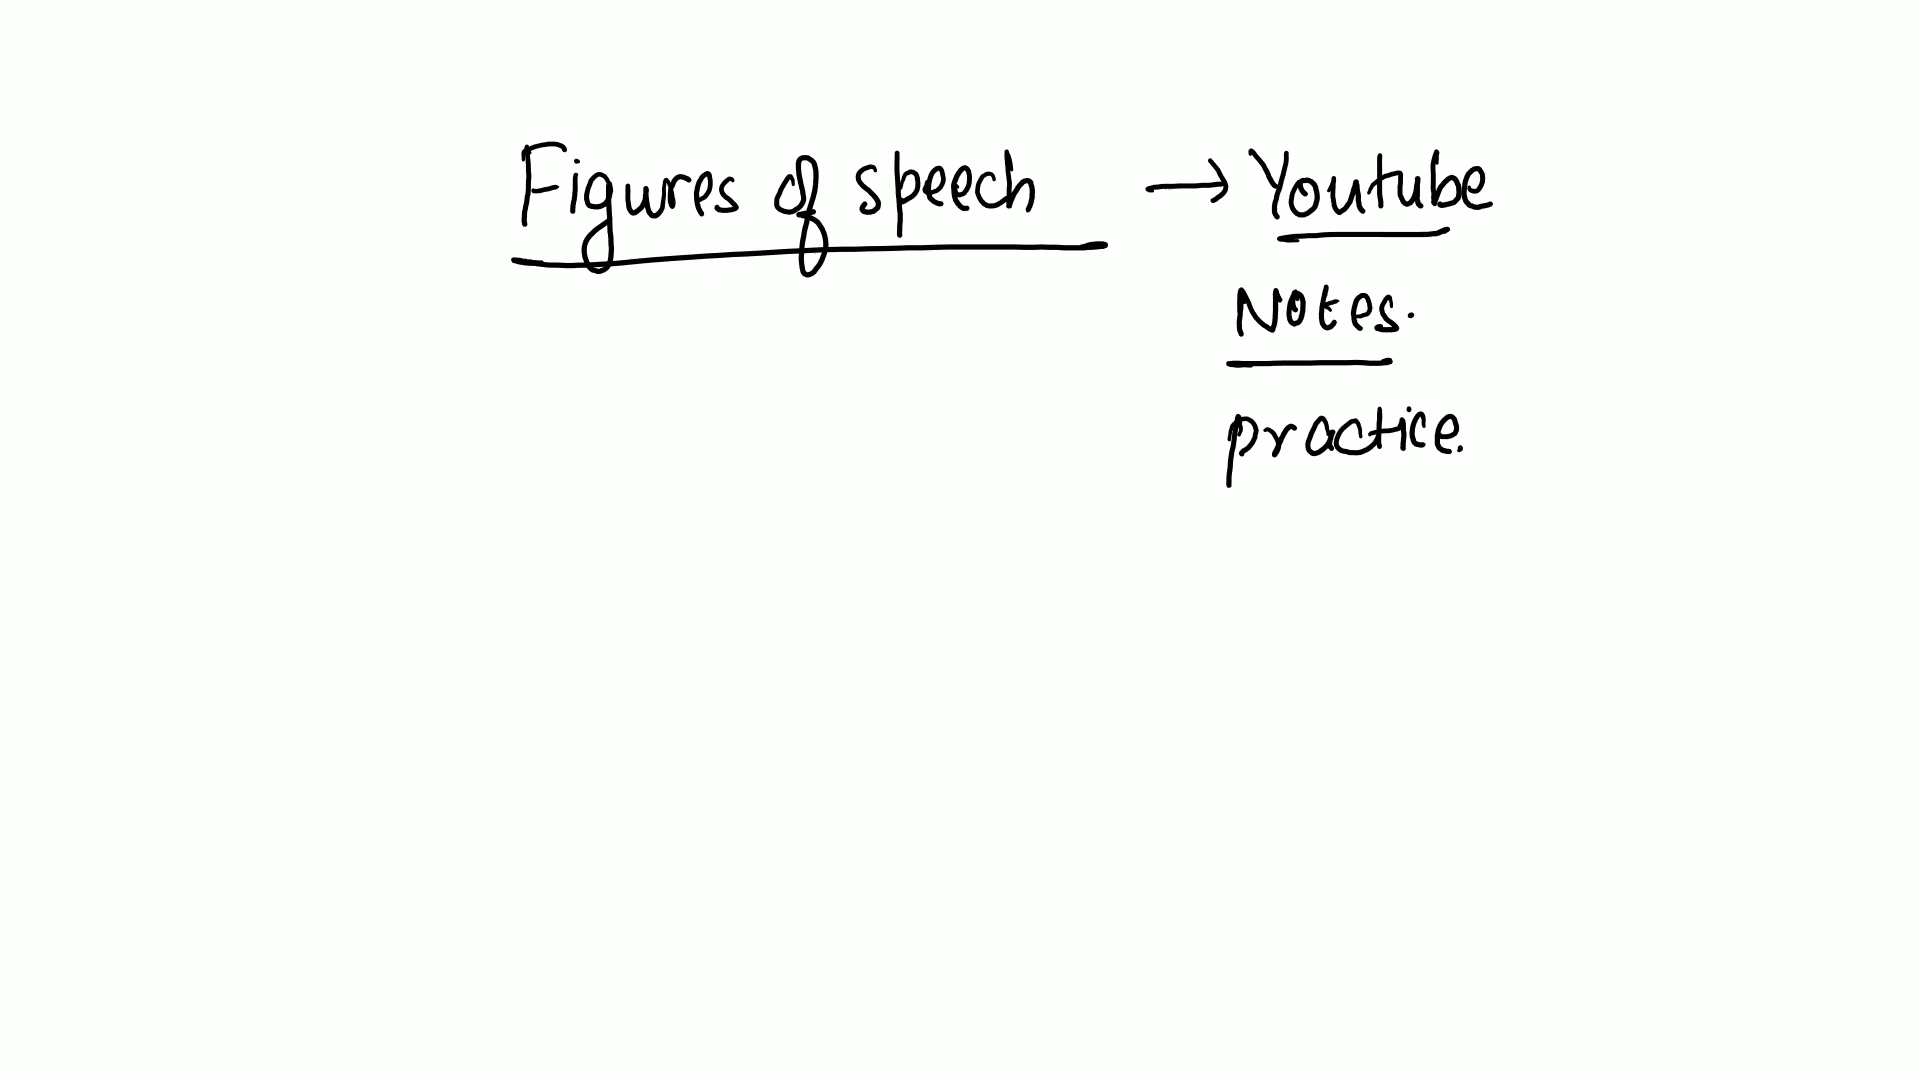 Figures of speech → Youtube
Notes.
practice.